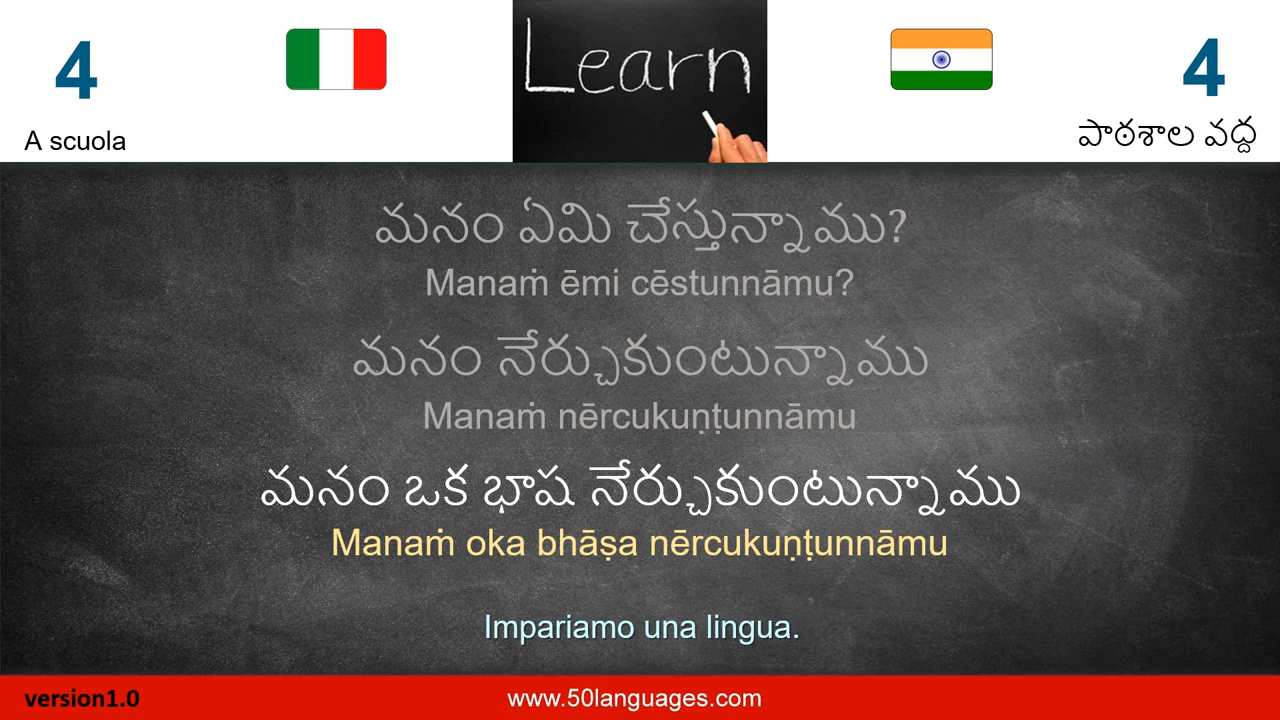 4
Learn
4
A scuola
పాఠశాల వద్ద
మనం ఏమి చేస్తున్నాము?
Manaṁ ēmi cēstunnāmu?
మనం నేర్చుకుంటున్నాము
Manaṁ nērcukuṇṭunnāmu
మనం ఒక భాష నేర్చుకుంటున్నాము
Manaṁ oka bhāṣa nērcukuṇṭunnāmu
Impariamo una lingua.
version1.0
www.50languages.com